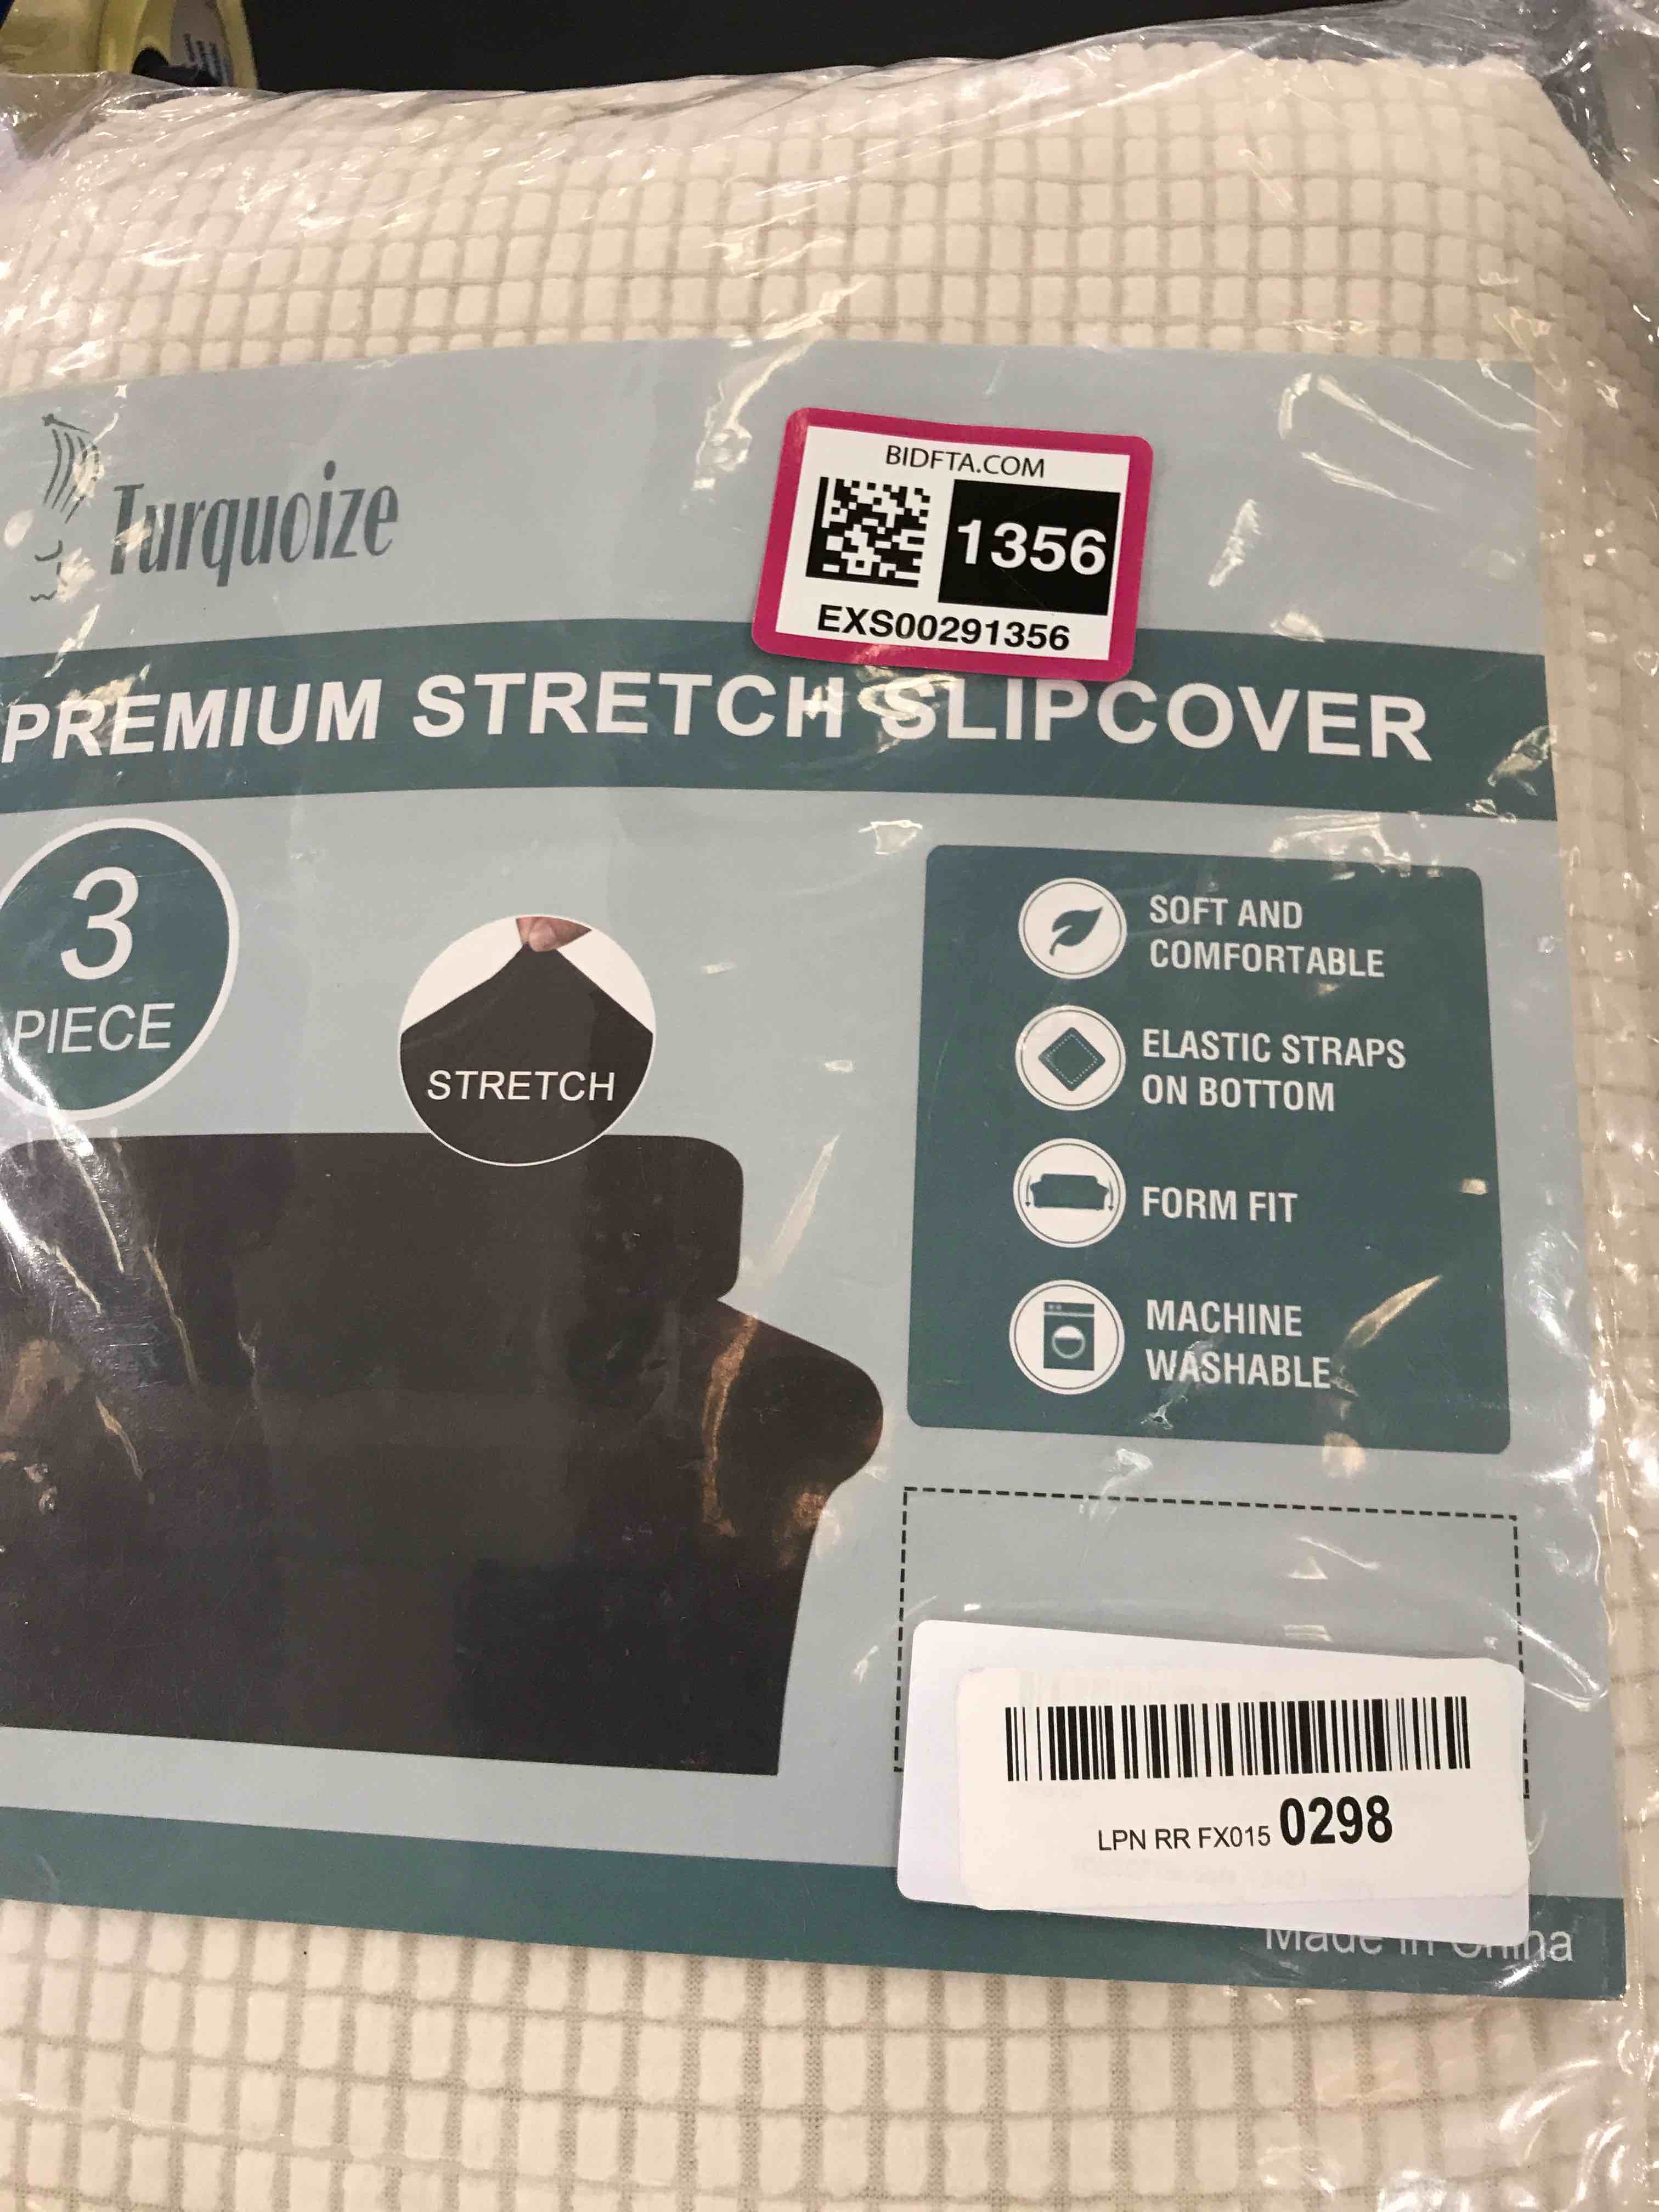 BIDFTA.COM
1356
EXS00291356
Turquoize
PREMIUM STRETCH SLIPCOVER
3
PIECE
STRETCH
SOFT AND
COMFORTABLE
ELASTIC STRAPS
ON BOTTOM
FORM FIT
MACHINE
WASHABLE
LPN RR FX015 0298
Made in China